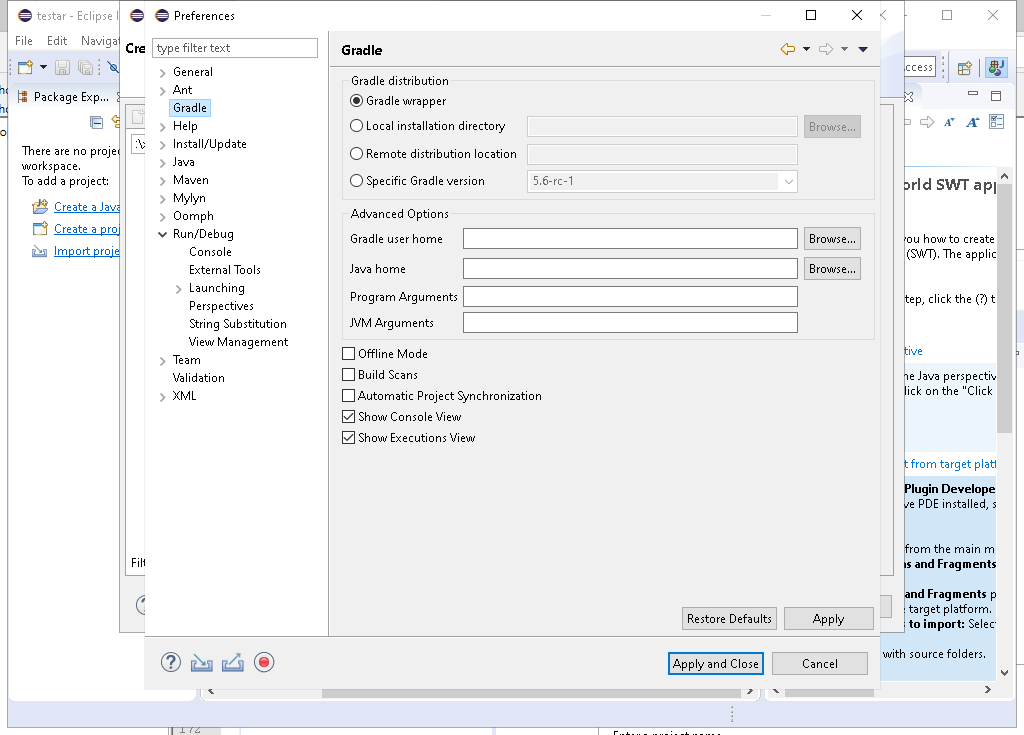 testar - Eclipse I
Preferences
File Edit Navigat
Cre
type filter text
Gradle
ccess
Package Exp...
General
Ant
Gradle
Help
Install/Update
Java
Maven
Mylyn
Oomph
Run/Debug
Console
External Tools
Launching
Perspectives
String Substitution
View Management
Team
Validation
XML
Gradle distribution
Gradle wrapper
Local installation directory
Browse...
Remote distribution location
Specific Gradle version
5.6-rc-1
Advanced Options
Gradle user home
Browse...
Java home
Browse...
Program Arguments
JVM Arguments
Offline Mode
Build Scans
Automatic Project Synchronization
Show Console View
Show Executions View
Restore Defaults
Apply
Apply and Close
Cancel
There are no projec
workspace.
To add a project:
Create a Java
Create a proj
Import proje
Filt
orld SWT app
you how to create
(SWT). The applic
tep, click the (?) t
tive
he Java perspectiv
lick on the "Click
t from target platf
Plugin Develope
ve PDE installed, s
from the main m
ns and Fragments
and Fragments p
target platform.
s to import: Selec
with source folders.
172
Enter a project name